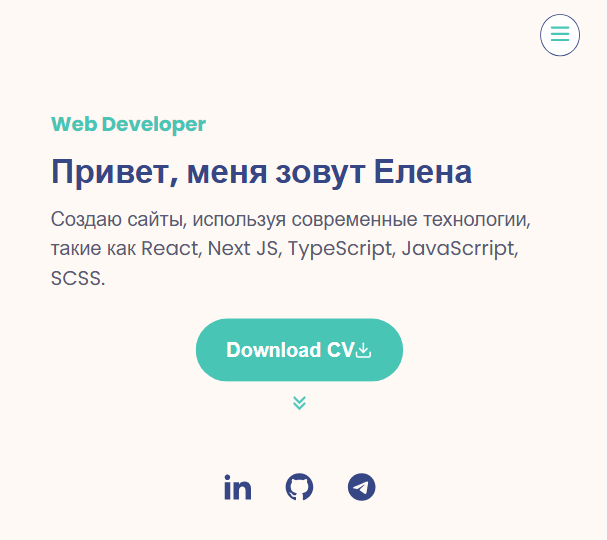 Web Developer
Привет, меня зовут Елена
Создаю сайты, используя современные технологии,
такие как React, Next JS, TypeScript, JavaScrript,
SCSS.
Download CV
in